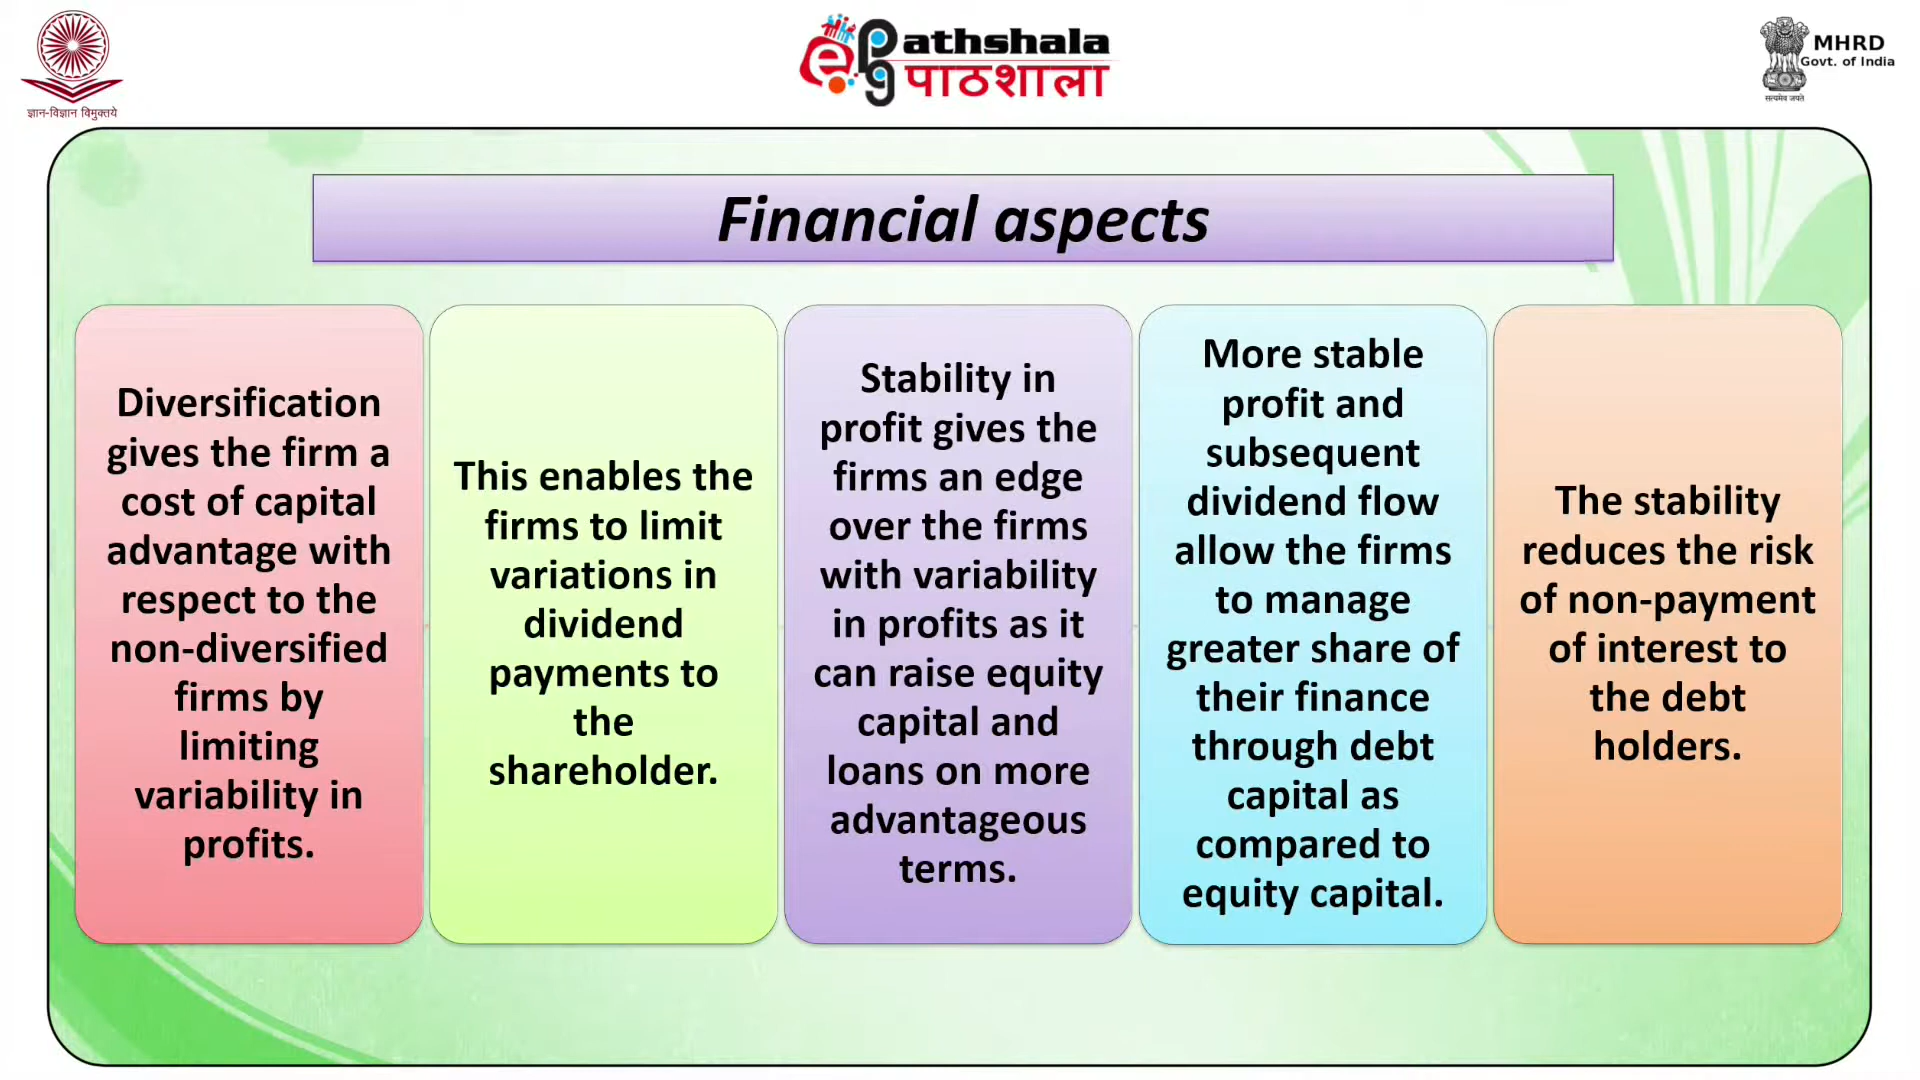 ज्ञान-विज्ञान विमुक्तये
epg
athshala
पाठशाला
MHRD
Govt. of India
सत्यमेव जयते
Financial aspects
Diversification
gives the firm a
cost of capital
advantage with
respect to the
non-diversified
firms by
limiting
variability in
profits.
This enables the
firms to limit
variations in
dividend
payments to
the
shareholder.
Stability in
profit gives the
firms an edge
over the firms
with variability
in profits as it
can raise equity
capital and
loans on more
advantageous
terms.
More stable
profit and
subsequent
dividend flow
allow the firms
to manage
greater share of
their finance
through debt
capital as
compared to
equity capital.
The stability
reduces the risk
of non-payment
of interest to
the debt
holders.